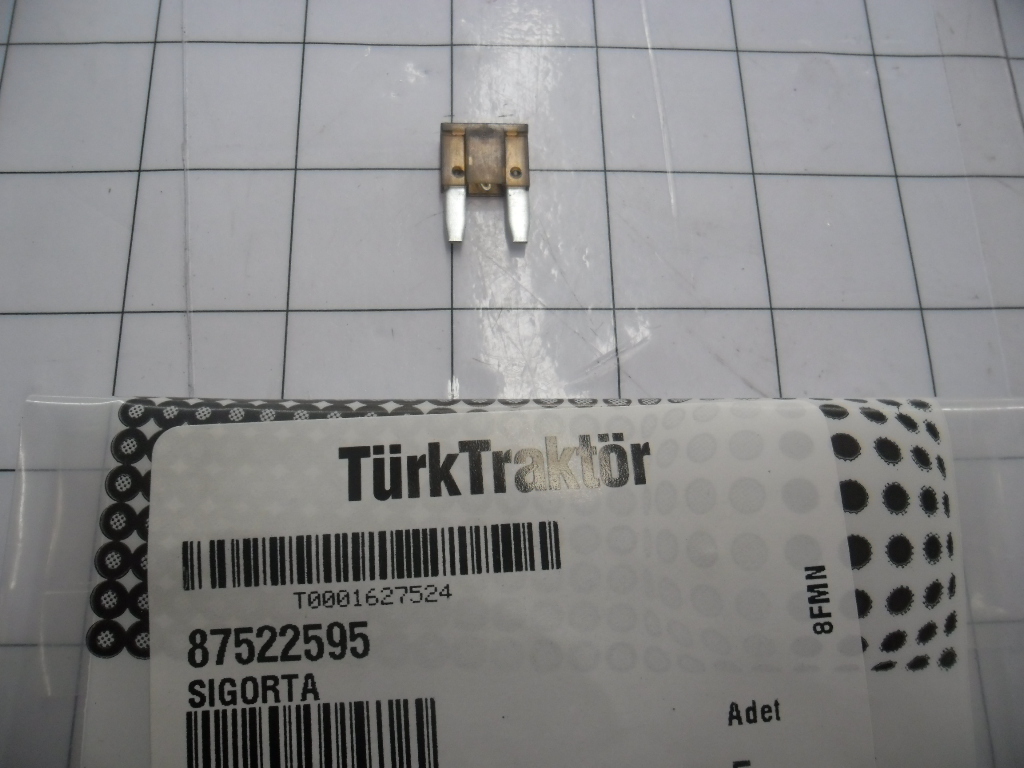 TürkTraktör
T0001627524
8FMN
87522595
SIGORTA
Adet